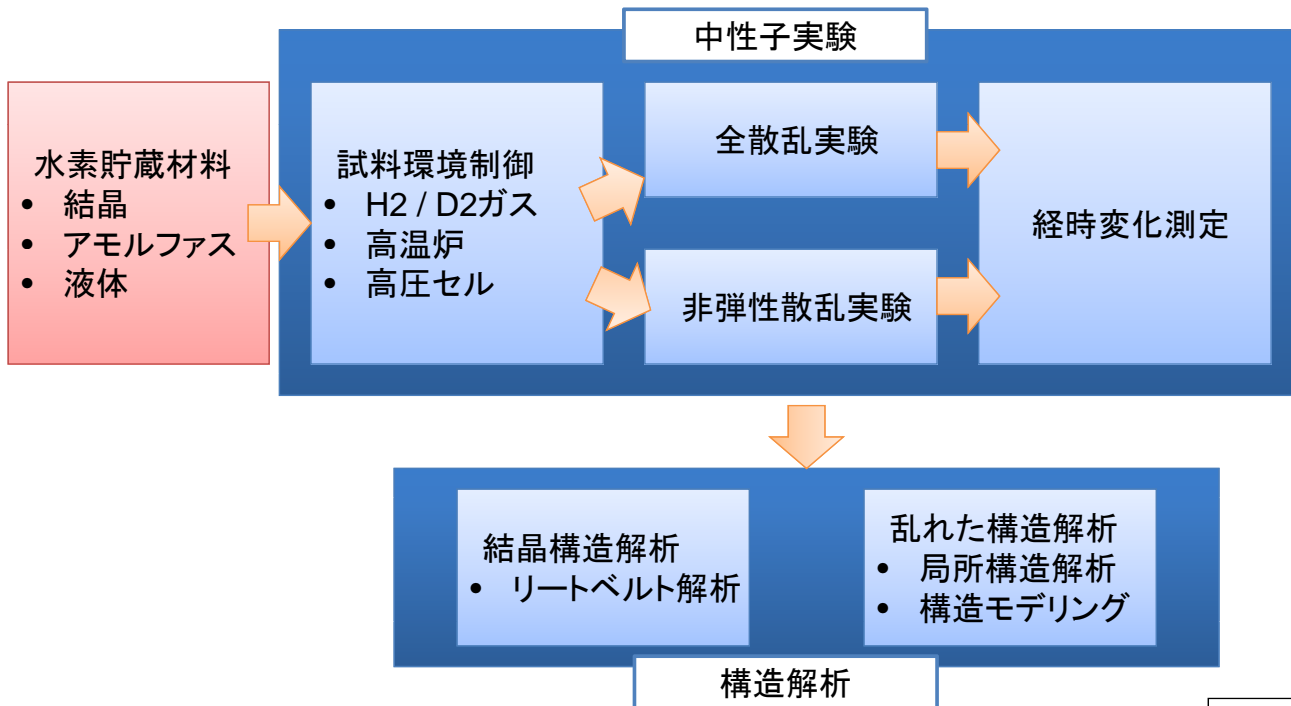 中性子実験
水素貯蔵材料
• 結晶
• アモルファス
• 液体
試料環境制御
• H2 / D2ガス
• 高温炉
• 高圧セル
全散乱実験
非弾性散乱実験
経時変化測定
結晶構造解析
• リートベルト解析
乱れた構造解析
• 局所構造解析
• 構造モデリング
構造解析